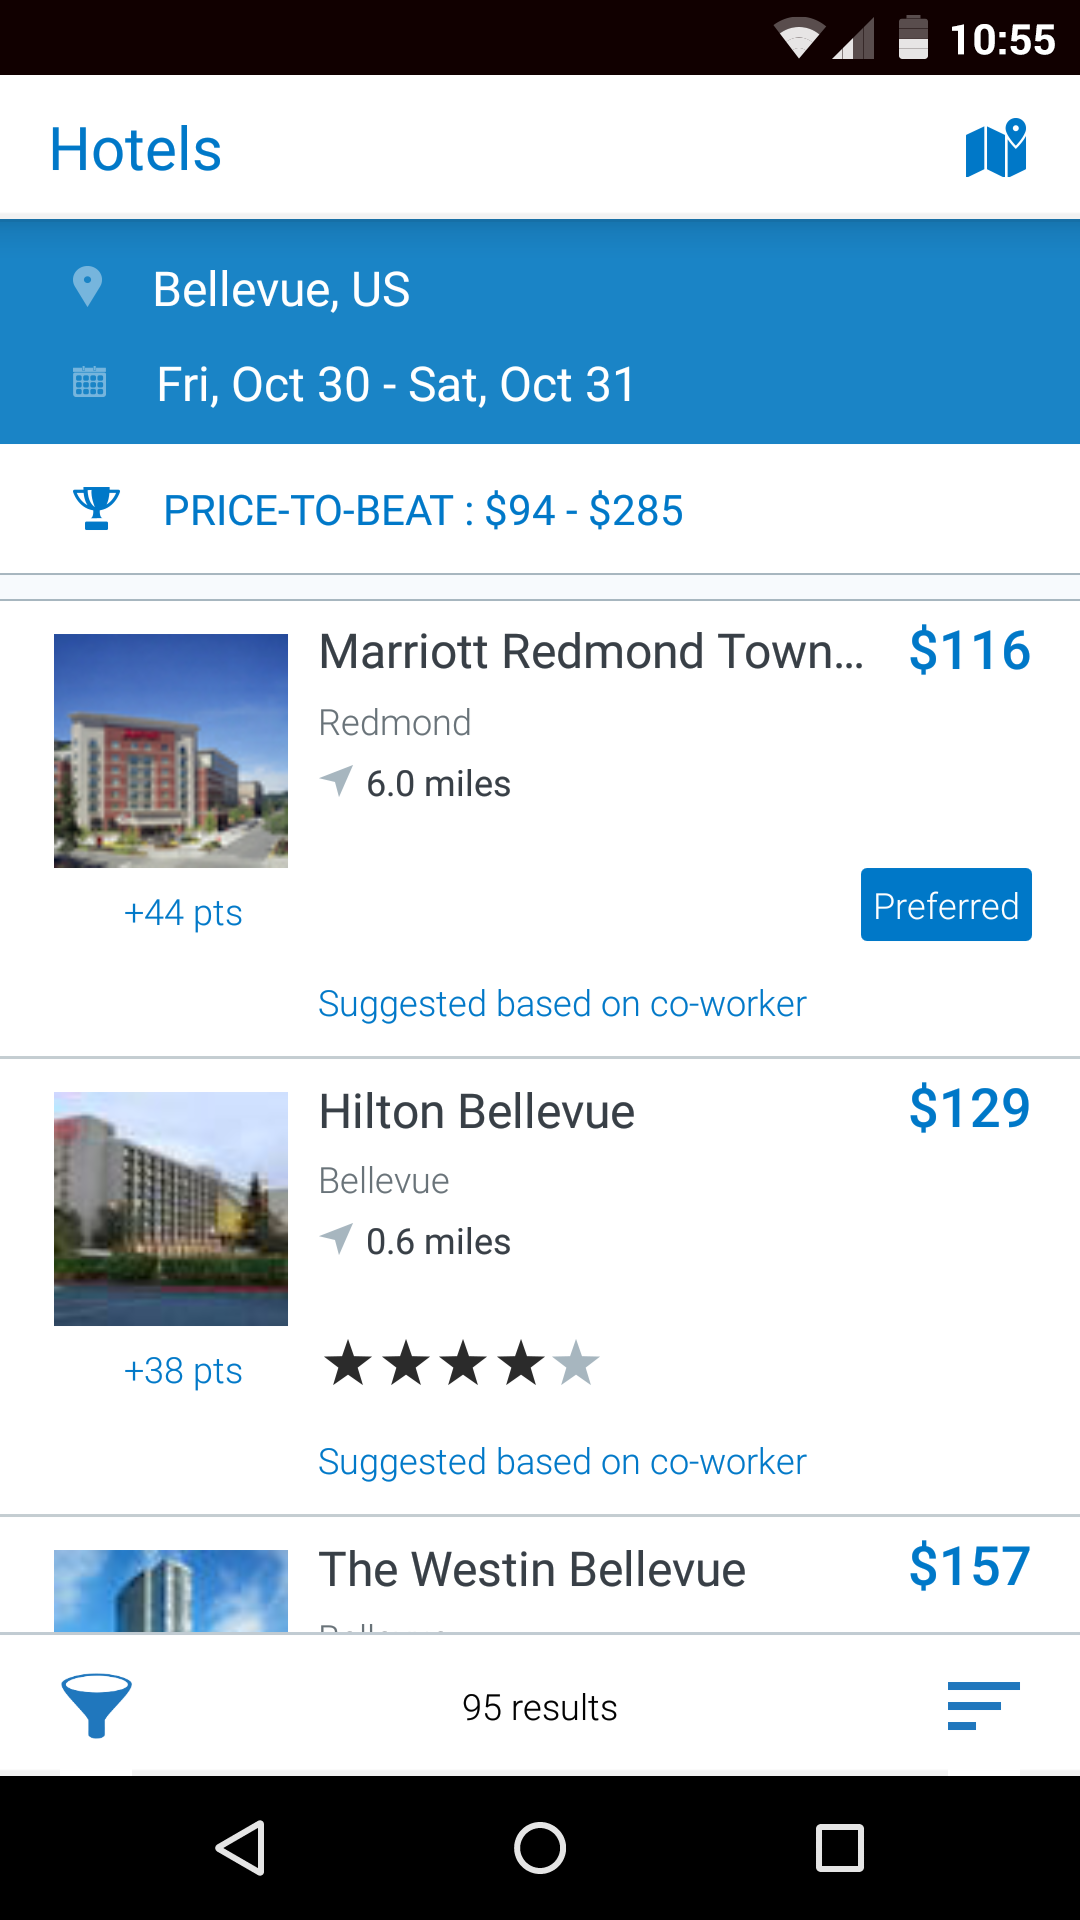 10:55
Hotels
Bellevue, US
Fri, Oct 30 - Sat, Oct 31
PRICE-TO-BEAT : $94 - $285
Marriott Redmond Town... $116
Redmond
6.0 miles
+44 pts
Preferred
Suggested based on co-worker
Hilton Bellevue $129
Bellevue
0.6 miles
+38 pts
Suggested based on co-worker
The Westin Bellevue $157
95 results